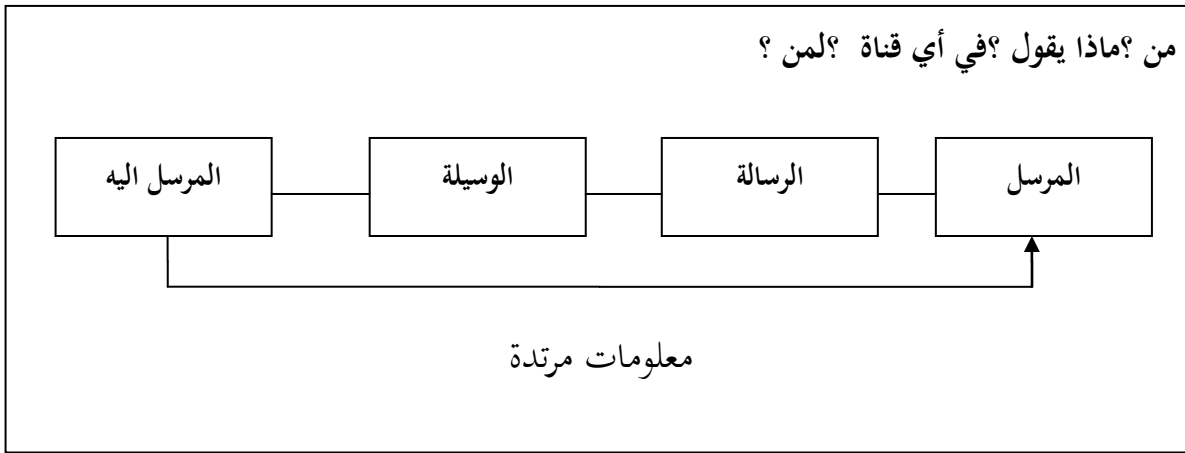 من ؟ماذا يقول ؟في أي قناة ؟لمن ؟
المرسل
الرسالة
الوسيلة
المرسل اليه
معلومات مرتدة